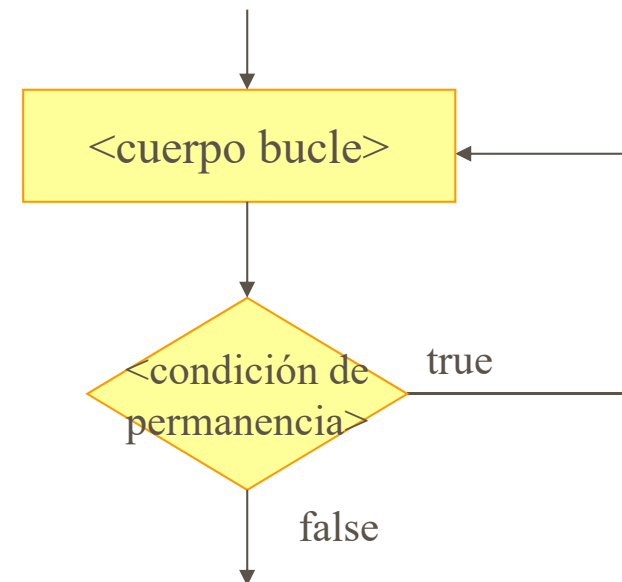 <cuerpo bucle>
<condición de
permanencia>
true
false